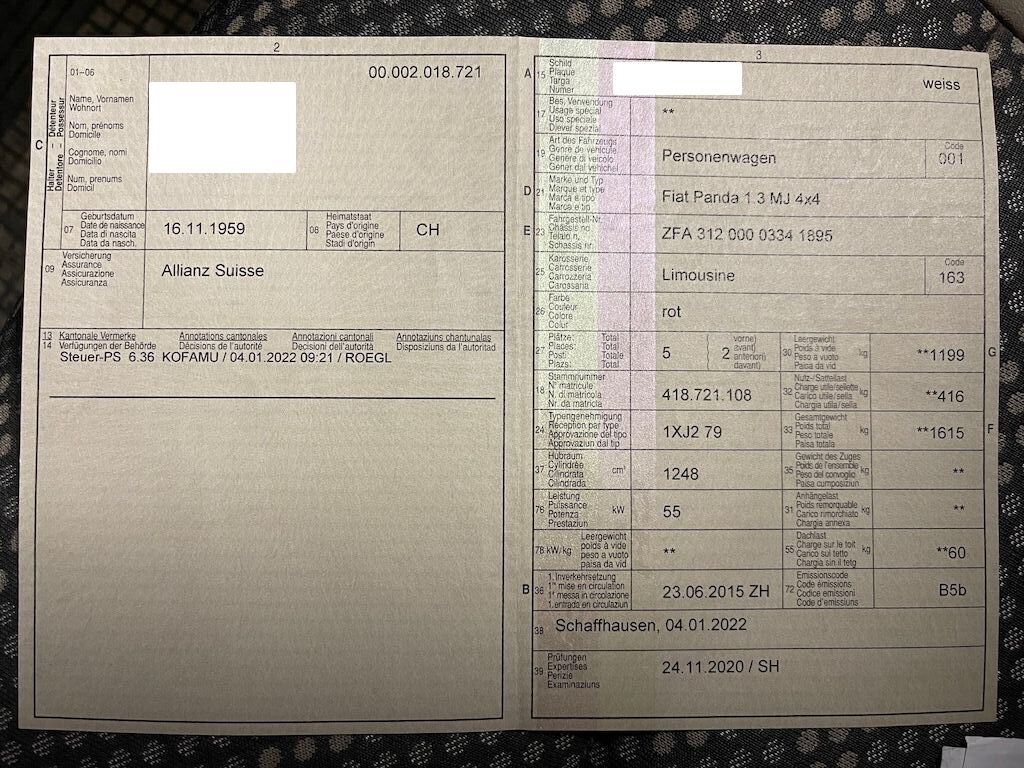 2
01–06
00.002.018.721
C
Halter – Détenteur
Detentore – Possessur
Name, Vornamen
Wohnort
Nom, prénoms
Domicile
Cognome, nomi
Domicilio
Num, prenums
Domicil
07
Geburtsdatum
Date de naissance
Data di nascita
Data da nasch.
16.11.1959
08
Heimatstaat
Pays d'origine
Paese d'origine
Stadi d'origin
CH
09
Versicherung
Assurance
Assicurazione
Assicuranza
Allianz Suisse
13 Kantonale Vermerke Annotations cantonales Annotazioni cantonali Annotaziuns chantunalas
14 Verfügungen der Behörde Décisions de l'autorité Decisioni dell'autorità Disposiziuns da l'autoritad
Steuer-PS 6.36 KOFAMU / 04.01.2022 09:21 / ROEGL
3
A
15
Schild
Plaque
Targa
Numer
weiss
17
Bes. Verwendung
Usage spécial
Uso speciale
Diever spezial
**
19
Art des Fahrzeugs
Genre de véhicule
Genere di veicolo
Gener dal vehichel
Personenwagen
Code
001
D
21
Marke und Typ
Marque et type
Marca e tipo
Marca e tip
Fiat Panda 1.3 MJ 4x4
E
23
Fahrgestell-Nr.
Châssis no
Telaio n.
Schassis nr.
ZFA 312 000 0334 1895
25
Karosserie
Carrosserie
Carrozzeria
Carossaria
Limousine
Code
163
26
Farbe
Couleur
Colore
Colur
rot
27
Plätze: Total
Places: Total
Posti: Totale
Plazs: Total
5
2
vorne)
avant)
anteriori)
davant)
30
Leergewicht
Poids à vide
Peso a vuoto
Paisa da vid
kg
**1199
G
18
Stammnummer
N° matricule
N. di matricola
Nr. da matricla
418.721.108
32
Nutz-/Sattellast
Charge utile/sellette
Carico utile/sella
Chargia utila/sella
kg
**416
24
Typengenehmigung
Réception par type
Approvazione del tipo
Approvaziun dal tip
1XJ2 79
33
Gesamtgewicht
Poids total
Peso totale
Paisa totala
kg
**1615
F
37
Hubraum
Cylindrée
Cilindrata
Cilindrada
cm³
1248
35
Gewicht des Zuges
Poids de l'ensemble
Peso del convoglio
Paisa cumposiziun
kg
**
76
Leistung
Puissance
Potenza
Prestaziun
kW
55
31
Anhängelast
Poids remorquable
Carico rimorchiato
Chargia annexa
kg
**
78 kW/kg
Leergewicht
poids à vide
peso a vuoto
paisa da vid
**
55
Dachlast
Charge sur le toit
Carico sul tetto
Chargia sin il tetg
kg
**60
B
36
1. Inverkehrsetzung
1re mise en circulation
1a messa in circolazione
1. entrada en circulaziun
23.06.2015 ZH
72
Emissionscode
Code émissions
Codice emissioni
Code d'emissiuns
B5b
38
Schaffhausen, 04.01.2022
39
Prüfungen
Expertises
Perizie
Examinaziuns
24.11.2020 / SH